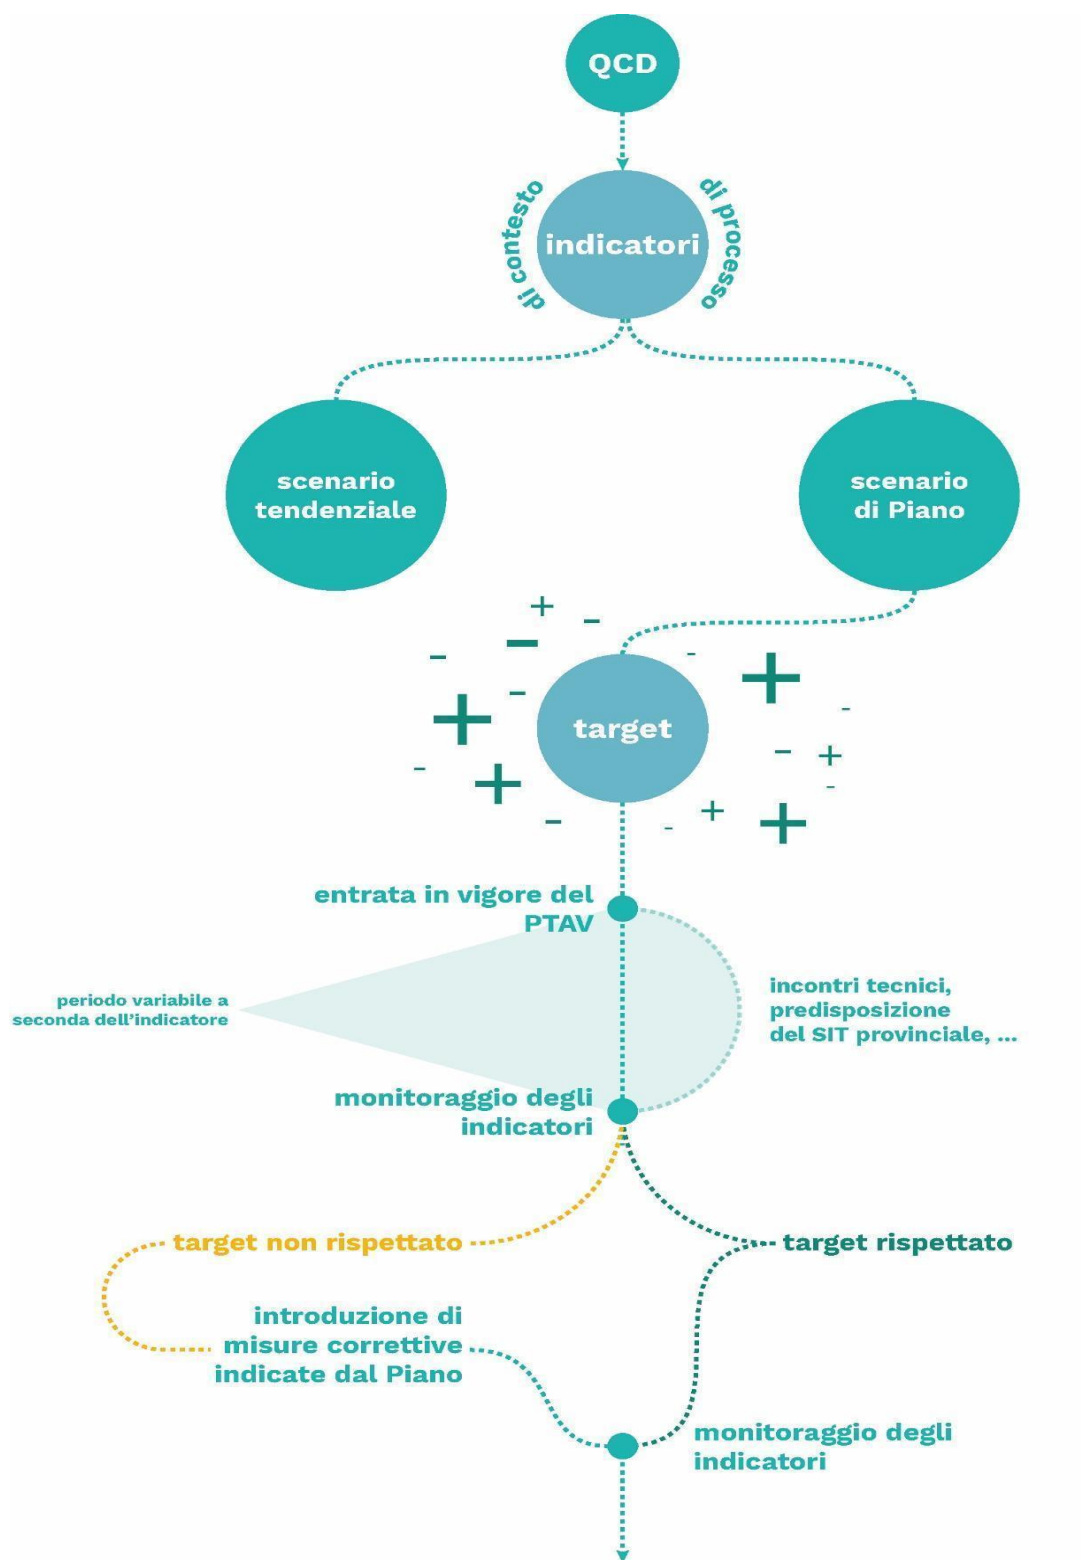 QCD
di contesto
indicatori
di processo
scenario
tendenziale
scenario
di Piano
target
entrata in vigore del
PTAV
periodo variabile a
seconda dell'indicatore
incontri tecnici,
predisposizione
del SIT provinciale, ...
monitoraggio degli
indicatori
target non rispettato
target rispettato
introduzione di
misure correttive
indicate dal Piano
monitoraggio degli
indicatori